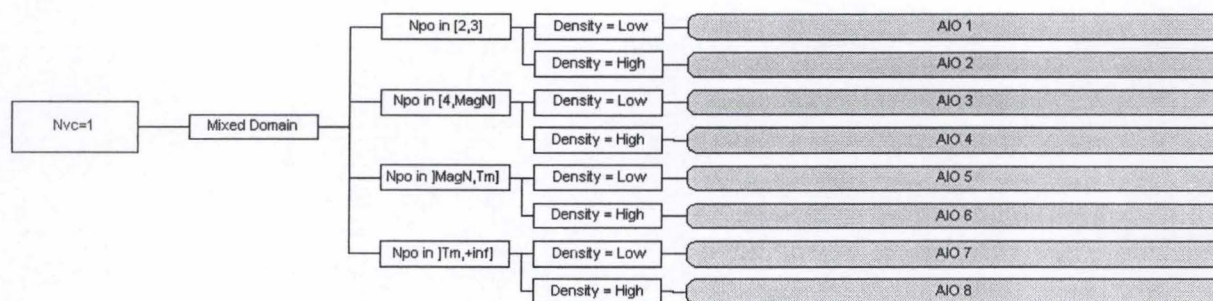 Npo in [2,3]
Density = Low
AIO 1
Density = High
AIO 2
Nvc=1
Mixed Domain
Npo in [4,MagN]
Density = Low
AIO 3
Density = High
AIO 4
Npo in ]MagN,Tm]
Density = Low
AIO 5
Density = High
AIO 6
Npo in ]Tm,+inf]
Density = Low
AIO 7
Density = High
AIO 8